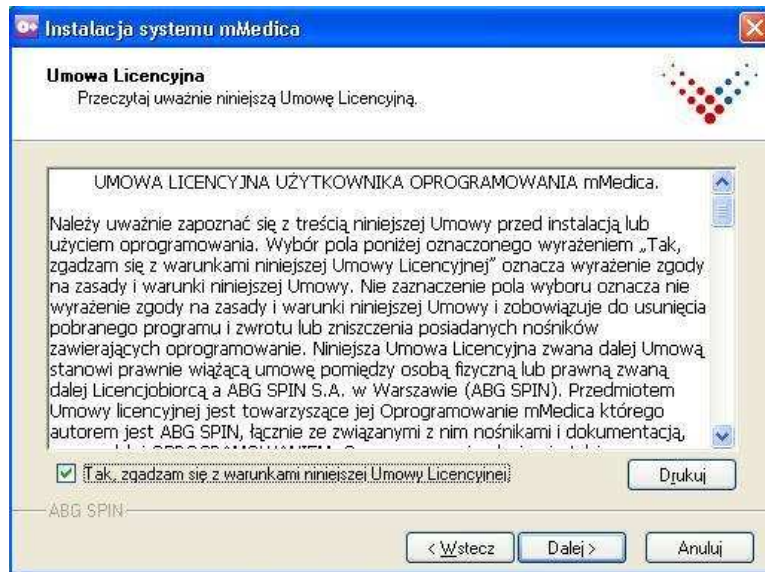 Instalacja systemu mMedica
Umowa Licencyjna
Przeczytaj uważnie niniejszą Umowę Licencyjną.
UMOWA LICENCYJNA UŻYTKOWNIKA OPROGRAMOWANIA mMedica.
Należy uważnie zapoznać się z treścią niniejszej Umowy przed instalacją lub
użyciem oprogramowania. Wybór pola poniżej oznaczonego wyrażeniem „Tak,
zgadzam się z warunkami niniejszej Umowy Licencyjnej” oznacza wyrażenie zgody
na zasady i warunki niniejszej Umowy. Nie zaznaczenie pola wyboru oznacza nie
wyrażenie zgody na zasady i warunki niniejszej Umowy i zobowiązuje do usunięcia
pobranego programu i zwrotu lub zniszczenia posiadanych nośników
zawierających oprogramowanie. Niniejsza Umowa Licencyjna zwana dalej Umową
stanowi prawnie wiążącą umowę pomiędzy osobą fizyczną lub prawną zwaną
dalej Licencjobiorcą a ABG SPIN S.A. w Warszawie (ABG SPIN). Przedmiotem
Umowy licencyjnej jest towarzyszące jej Oprogramowanie mMedica którego
autorem jest ABG SPIN, łącznie ze związanymi z nim nośnikami i dokumentacją,
Tak, zgadzam się z warunkami niniejszej Umowy Licencyjnej
Drukuj
ABG SPIN
< Wstecz
Dalej >
Anuluj